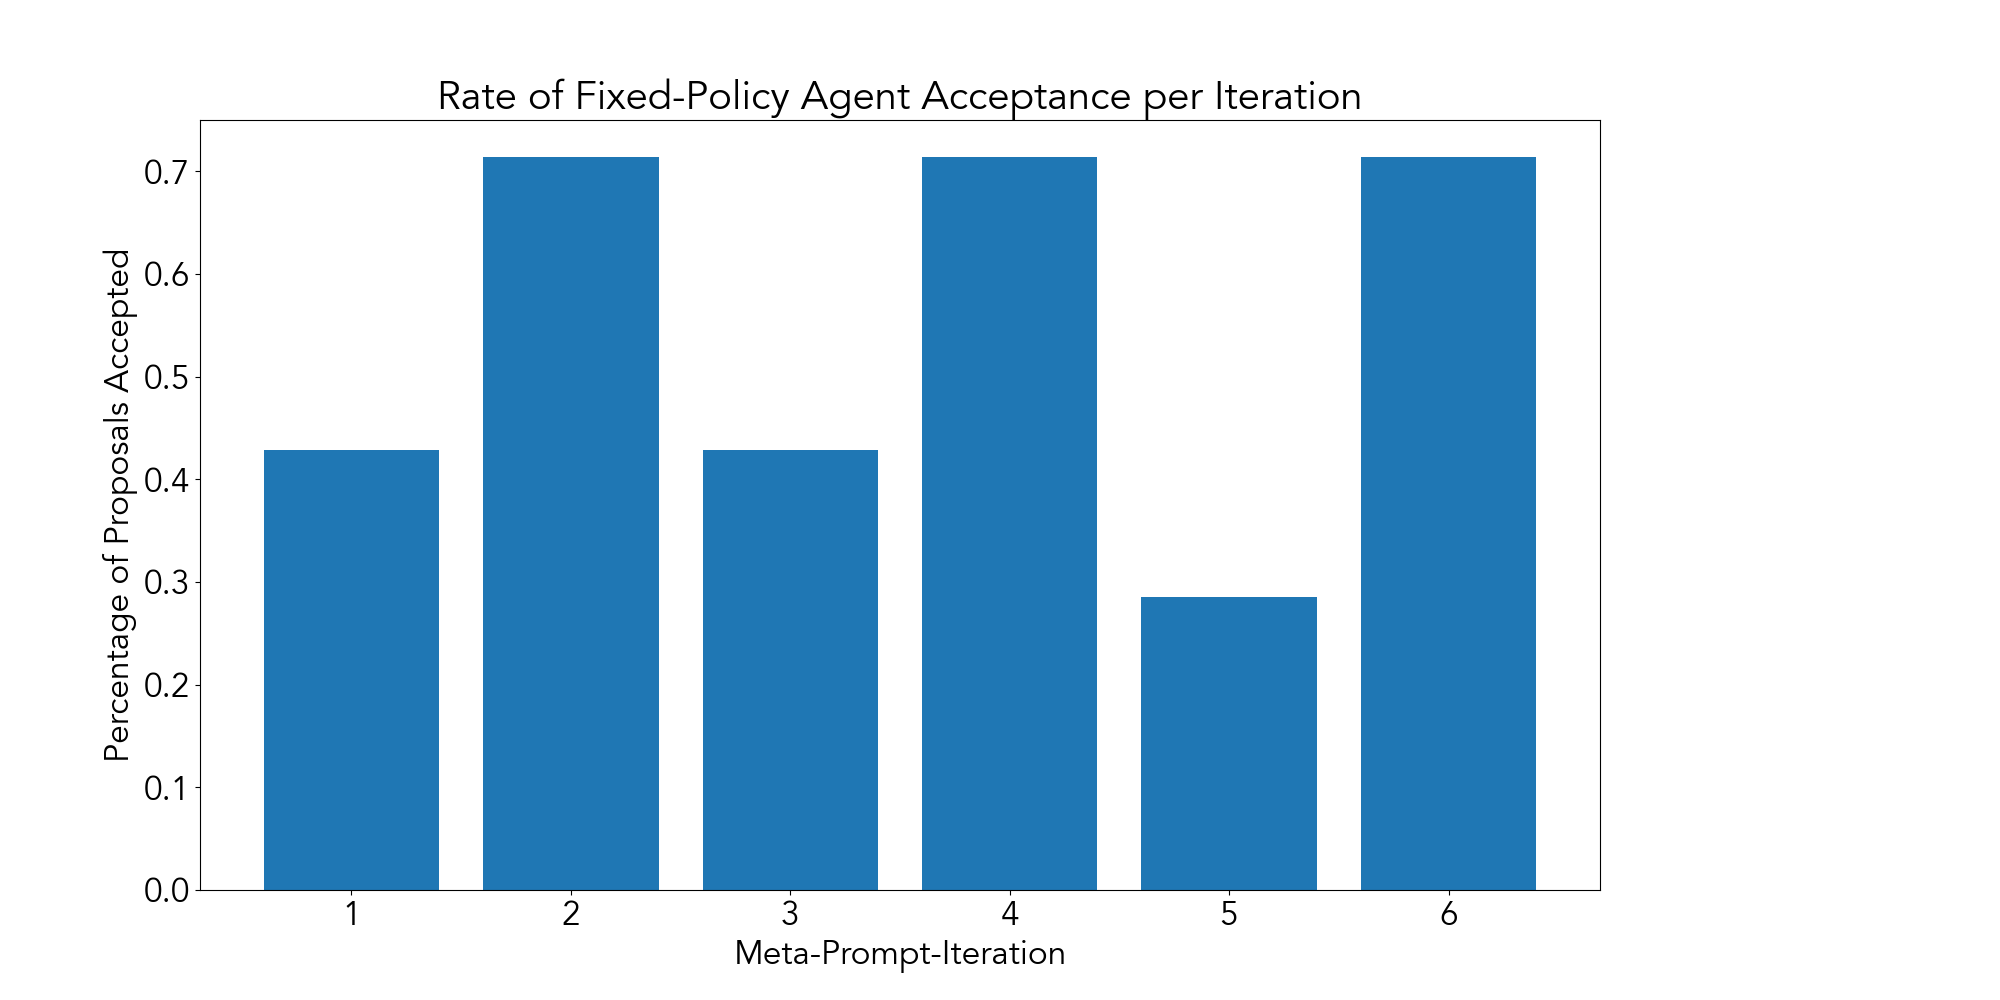 Rate of Fixed-Policy Agent Acceptance per Iteration
Percentage of Proposals Accepted
0.7
0.6
0.5
0.4
0.3
0.2
0.1
0.0
1 2 3 4 5 6
Meta-Prompt-Iteration